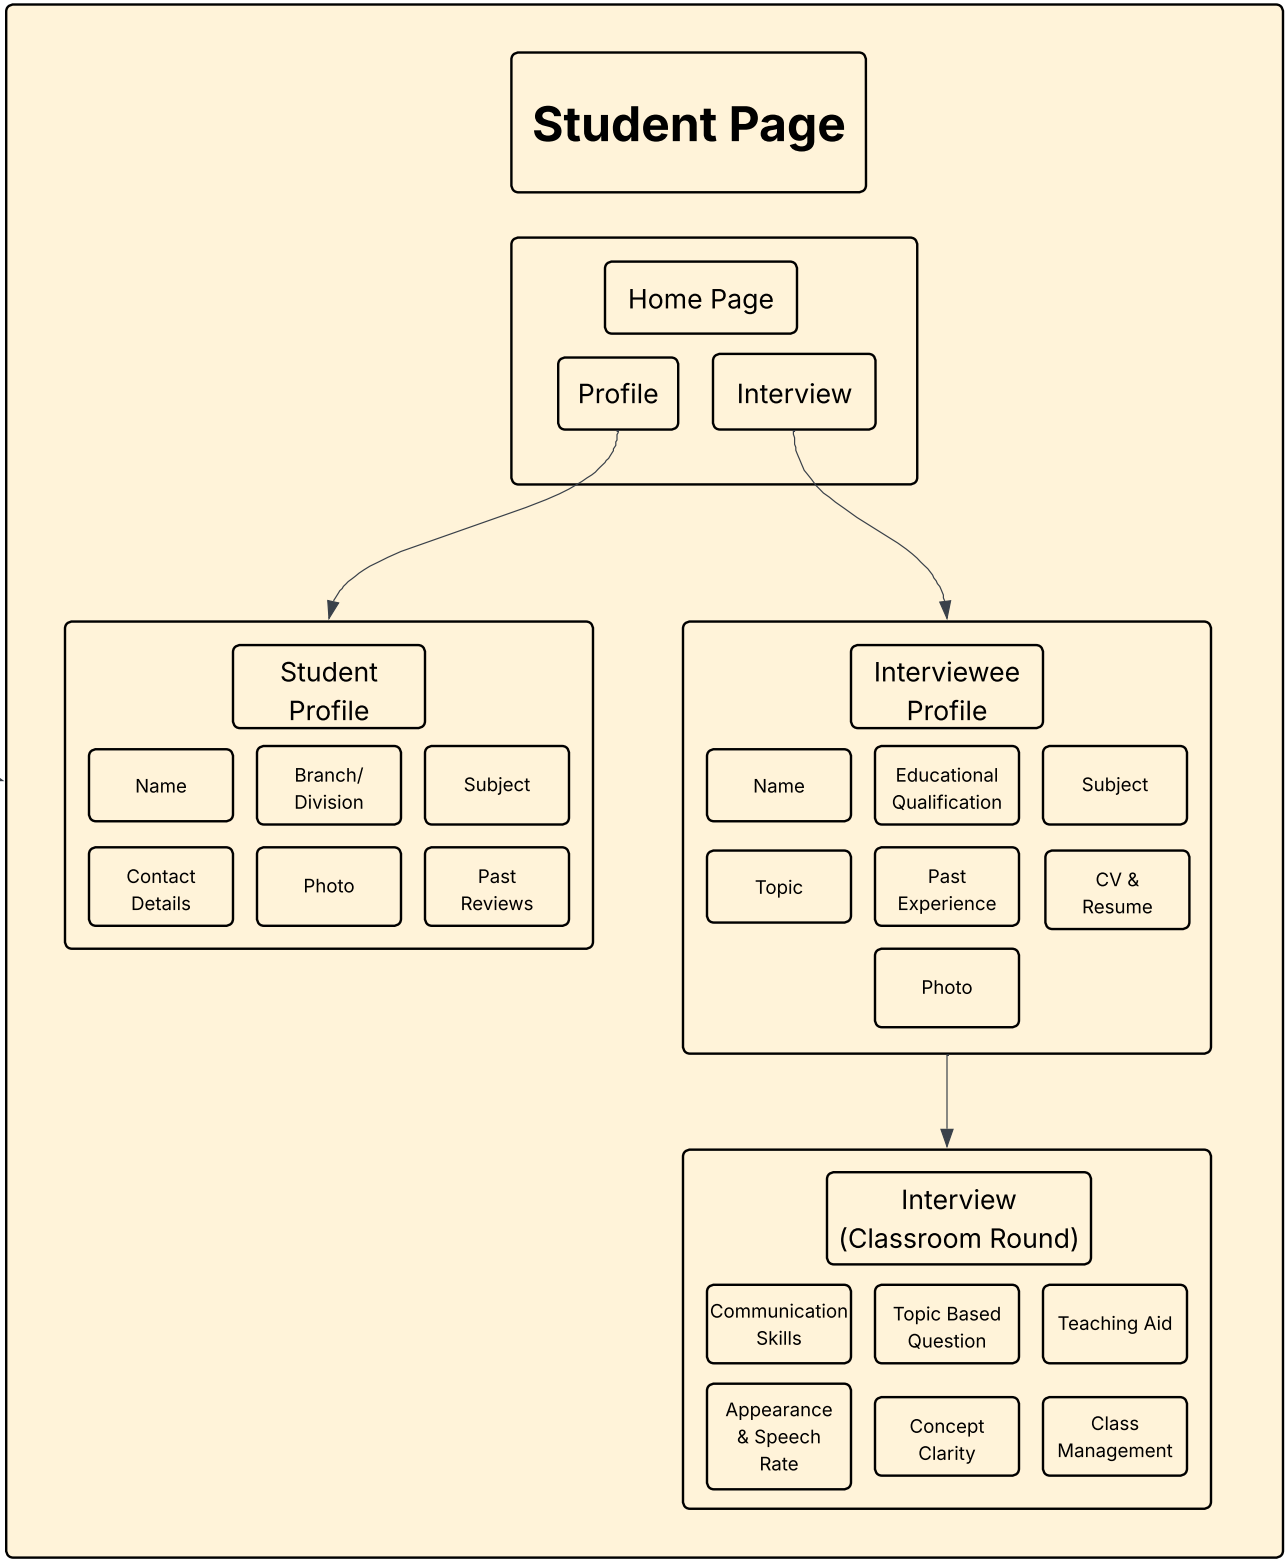 Student Page
Home Page
Profile
Interview
Student
Profile
Name
Branch/
Division
Subject
Contact
Details
Photo
Past
Reviews
Interviewee
Profile
Name
Educational
Qualification
Subject
Topic
Past
Experience
CV &
Resume
Photo
Interview
(Classroom Round)
Communication
Skills
Topic Based
Question
Teaching Aid
Appearance
& Speech
Rate
Concept
Clarity
Class
Management